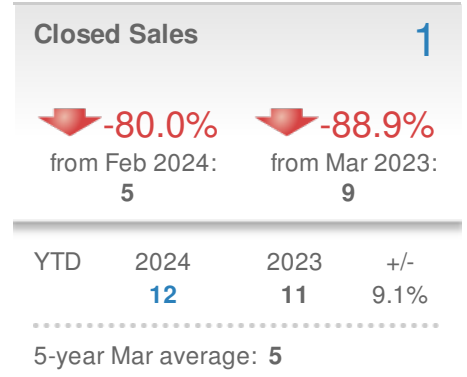 Closed Sales 1
-80.0% -88.9%
from Feb 2024: from Mar 2023:
5 9
YTD 2024 2023 +/-
12 11 9.1%
5-year Mar average: 5